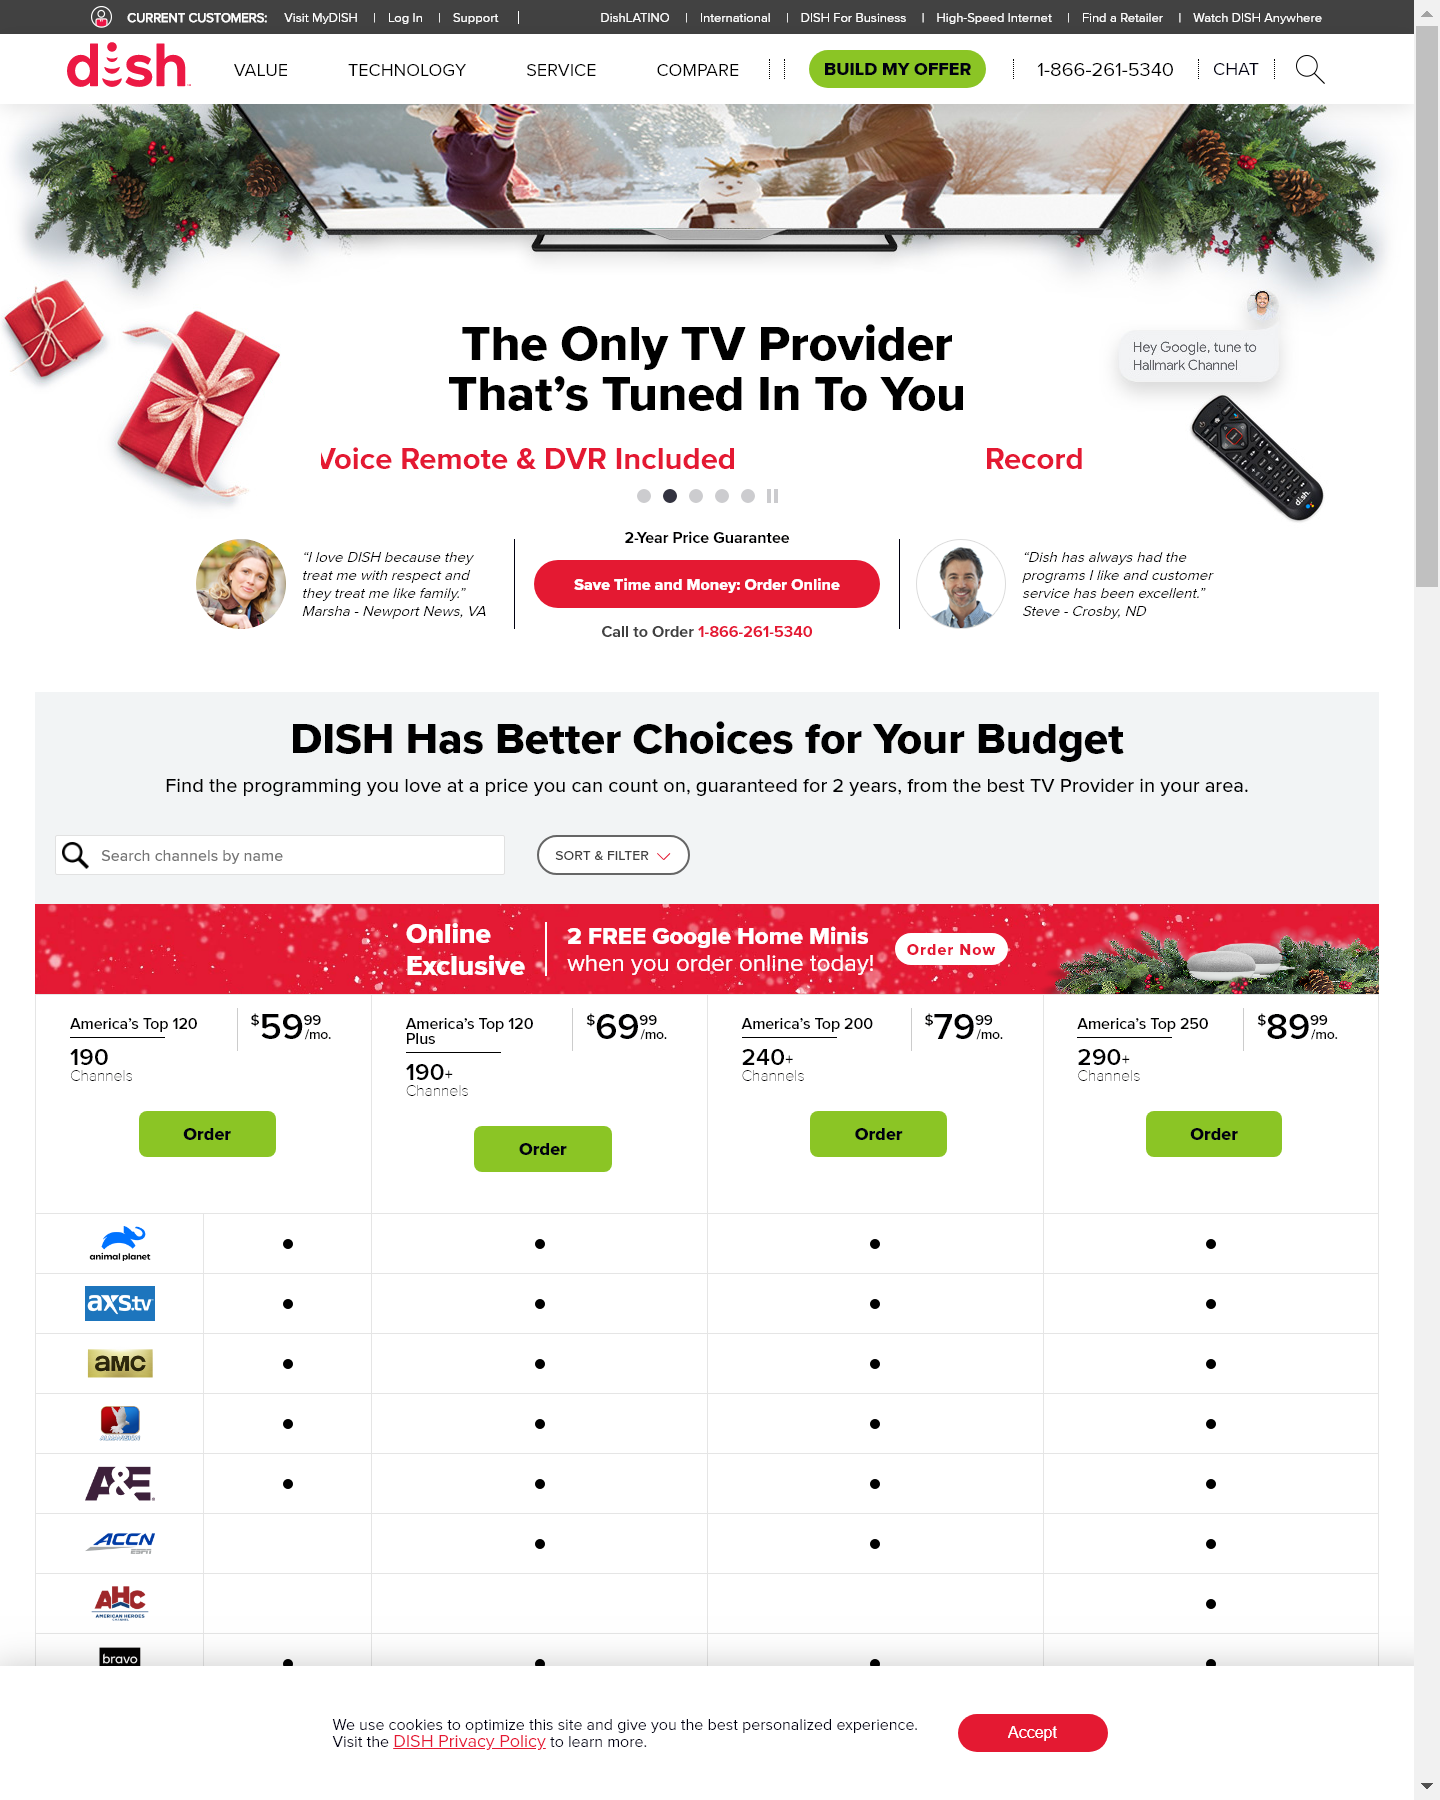 CURRENT CUSTOMERS: Visit MyDISH | Log In | Support | DishLATINO | International | DISH For Business | High-Speed Internet | Find a Retailer | Watch DISH Anywhere
dish VALUE TECHNOLOGY SERVICE COMPARE BUILD MY OFFER 1-866-261-5340 CHAT
The Only TV Provider
That's Tuned In To You
Hey Google, tune to
Hallmark Channel
Voice Remote & DVR Included Record
dish
2-Year Price Guarantee
Save Time and Money: Order Online
Call to Order 1-866-261-5340
“I love DISH because they
treat me with respect and
they treat me like family.”
Marsha - Newport News, VA
“Dish has always had the
programs I like and customer
service has been excellent.”
Steve - Crosby, ND
DISH Has Better Choices for Your Budget
Find the programming you love at a price you can count on, guaranteed for 2 years, from the best TV Provider in your area.
Search channels by name
SORT & FILTER
Online
Exclusive
2 FREE Google Home Minis
when you order online today!
Order Now
America's Top 120
$59 99 /mo.
190
Channels
Order
America's Top 120
Plus
$69 99 /mo.
190+
Channels
Order
America's Top 200
$79 99 /mo.
240+
Channels
Order
America's Top 250
$89 99 /mo.
290+
Channels
Order
animal planet
axs.tv
amc
ALMAVISION
A&E
ACCN
ESPN
AHC
AMERICAN HEROES
CHANNEL
bravo
We use cookies to optimize this site and give you the best personalized experience.
Visit the DISH Privacy Policy to learn more.
Accept